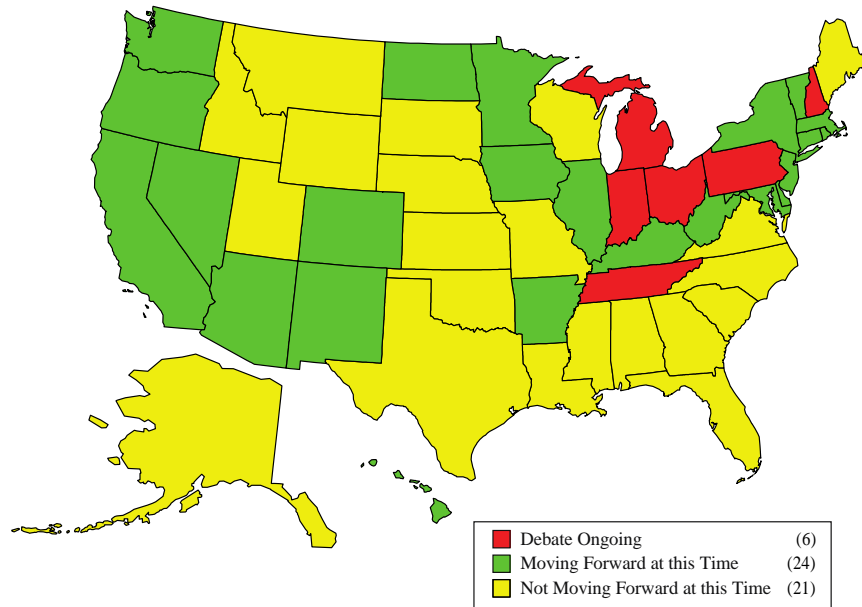 Debate Ongoing (6)
Moving Forward at this Time (24)
Not Moving Forward at this Time (21)